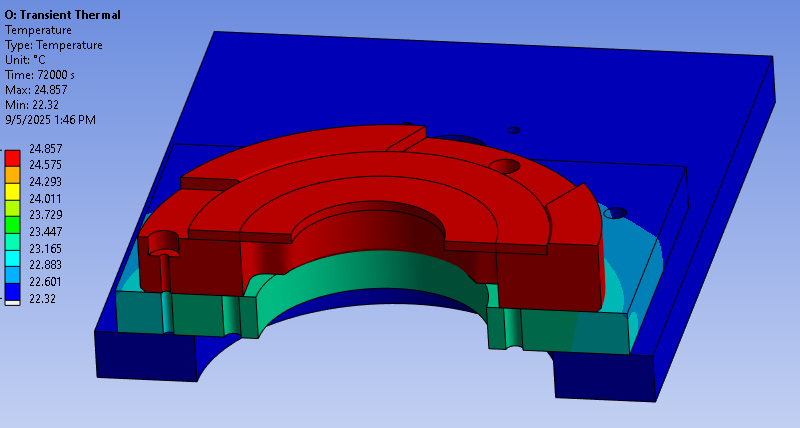 O: Transient Thermal
Temperature
Type: Temperature
Unit: °C
Time: 72000 s
Max: 24.857
Min: 22.32
9/5/2025 1:46 PM
24.857
24.575
24.293
24.011
23.729
23.447
23.165
22.883
22.601
22.32